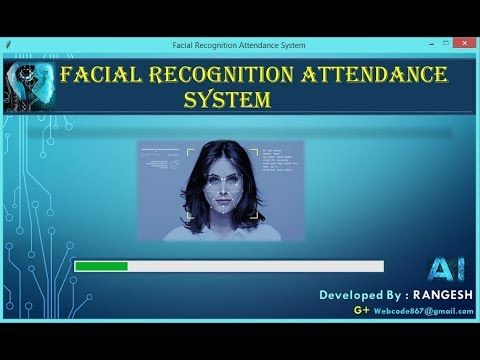 Facial Recognition Attendance System
FACIAL RECOGNITION ATTENDANCE
SYSTEM
AI
Developed By : RANGESH
G+ Webcode867@gmail.com